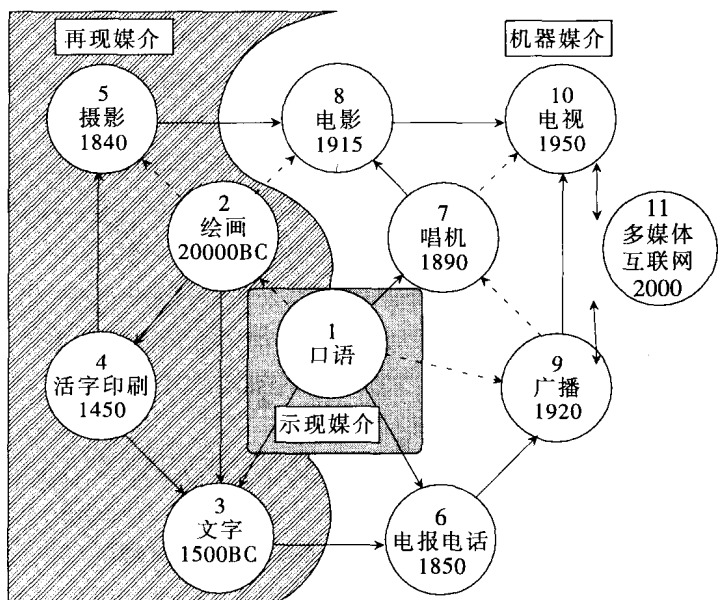 再现媒介
机器媒介
5
摄影
1840
8
电影
1915
10
电视
1950
2
绘画
20000BC
7
唱机
1890
11
多媒体
互联网
2000
1
口语
4
活字印刷
1450
9
广播
1920
示现媒介
3
文字
1500BC
6
电报电话
1850